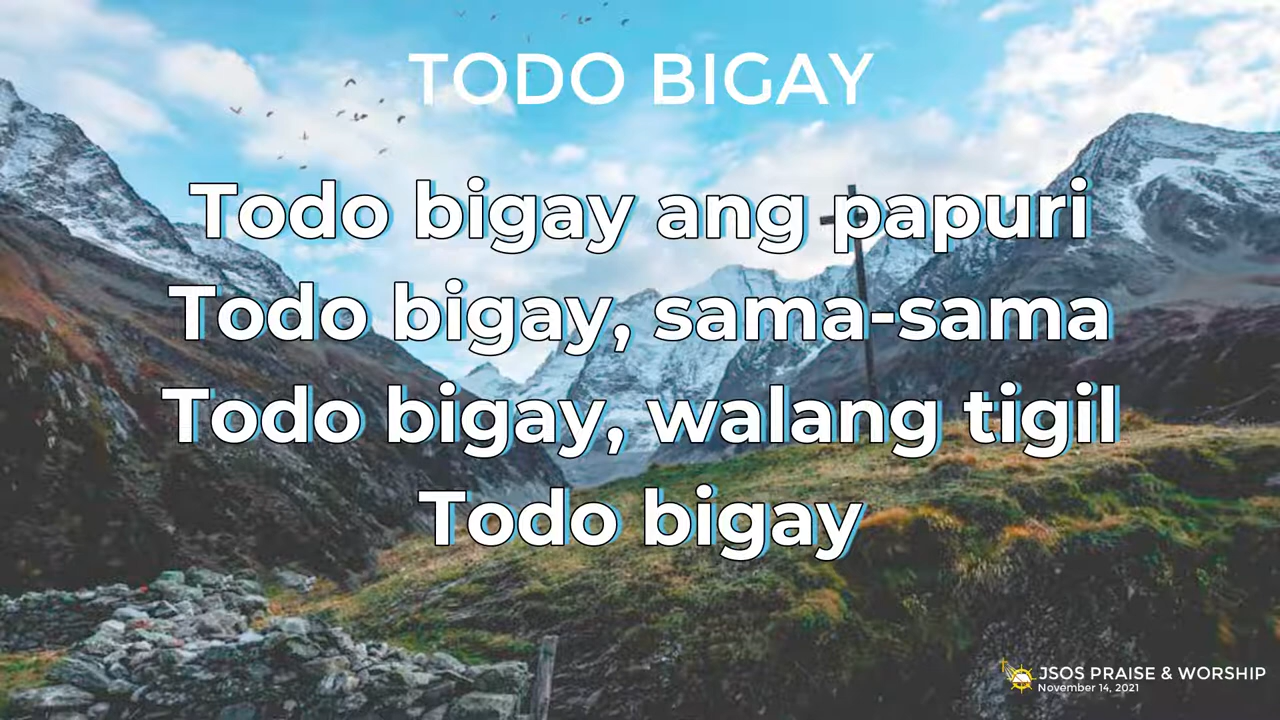 TODO BIGAY
Todo bigay ang papuri
Todo bigay, sama-sama
Todo bigay, walang tigil
Todo bigay
JSOS PRAISE & WORSHIP
November 14, 2021